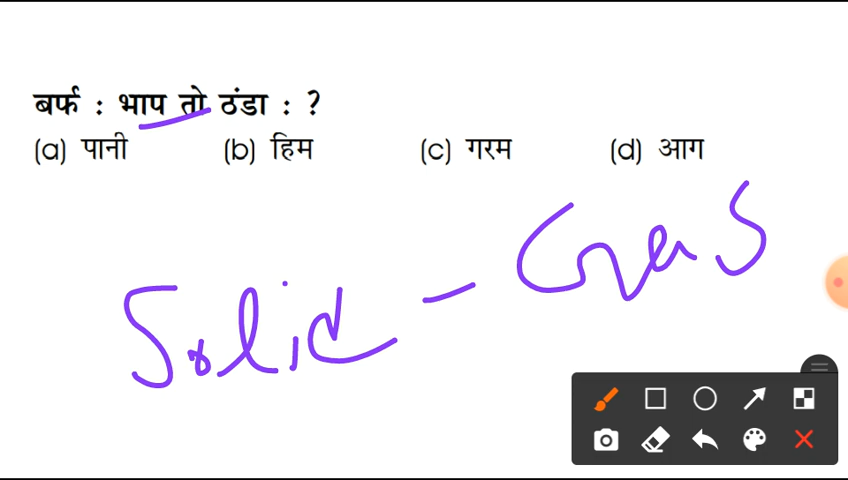 बर्फ : भाप तो ठंडा : ?
(a) पानी (b) हिम (c) गरम (d) आग
Solid - Gas